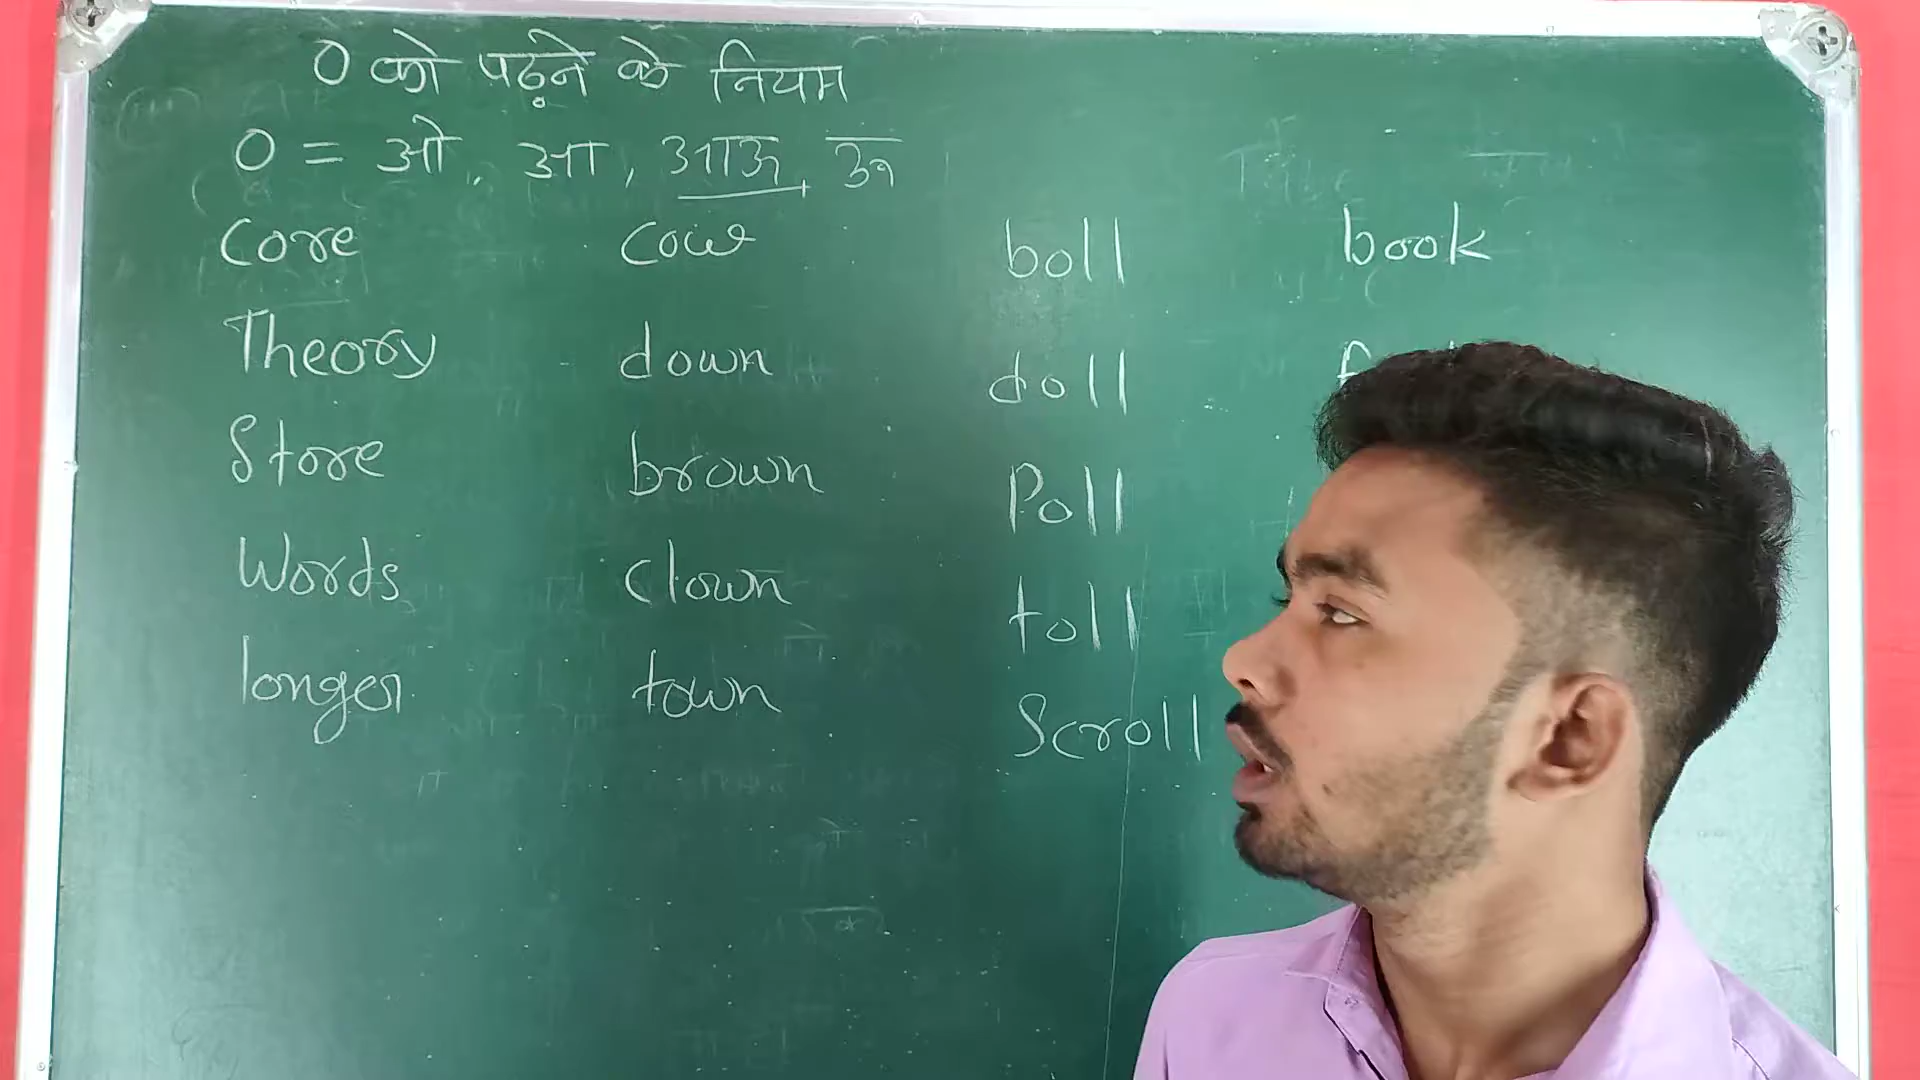 O को पढ़ने के नियम
O = ओ, आ, आऊ, उ
Core cow boll book
Theory down doll
Store brown Poll
Words clown toll
longer town Scroll